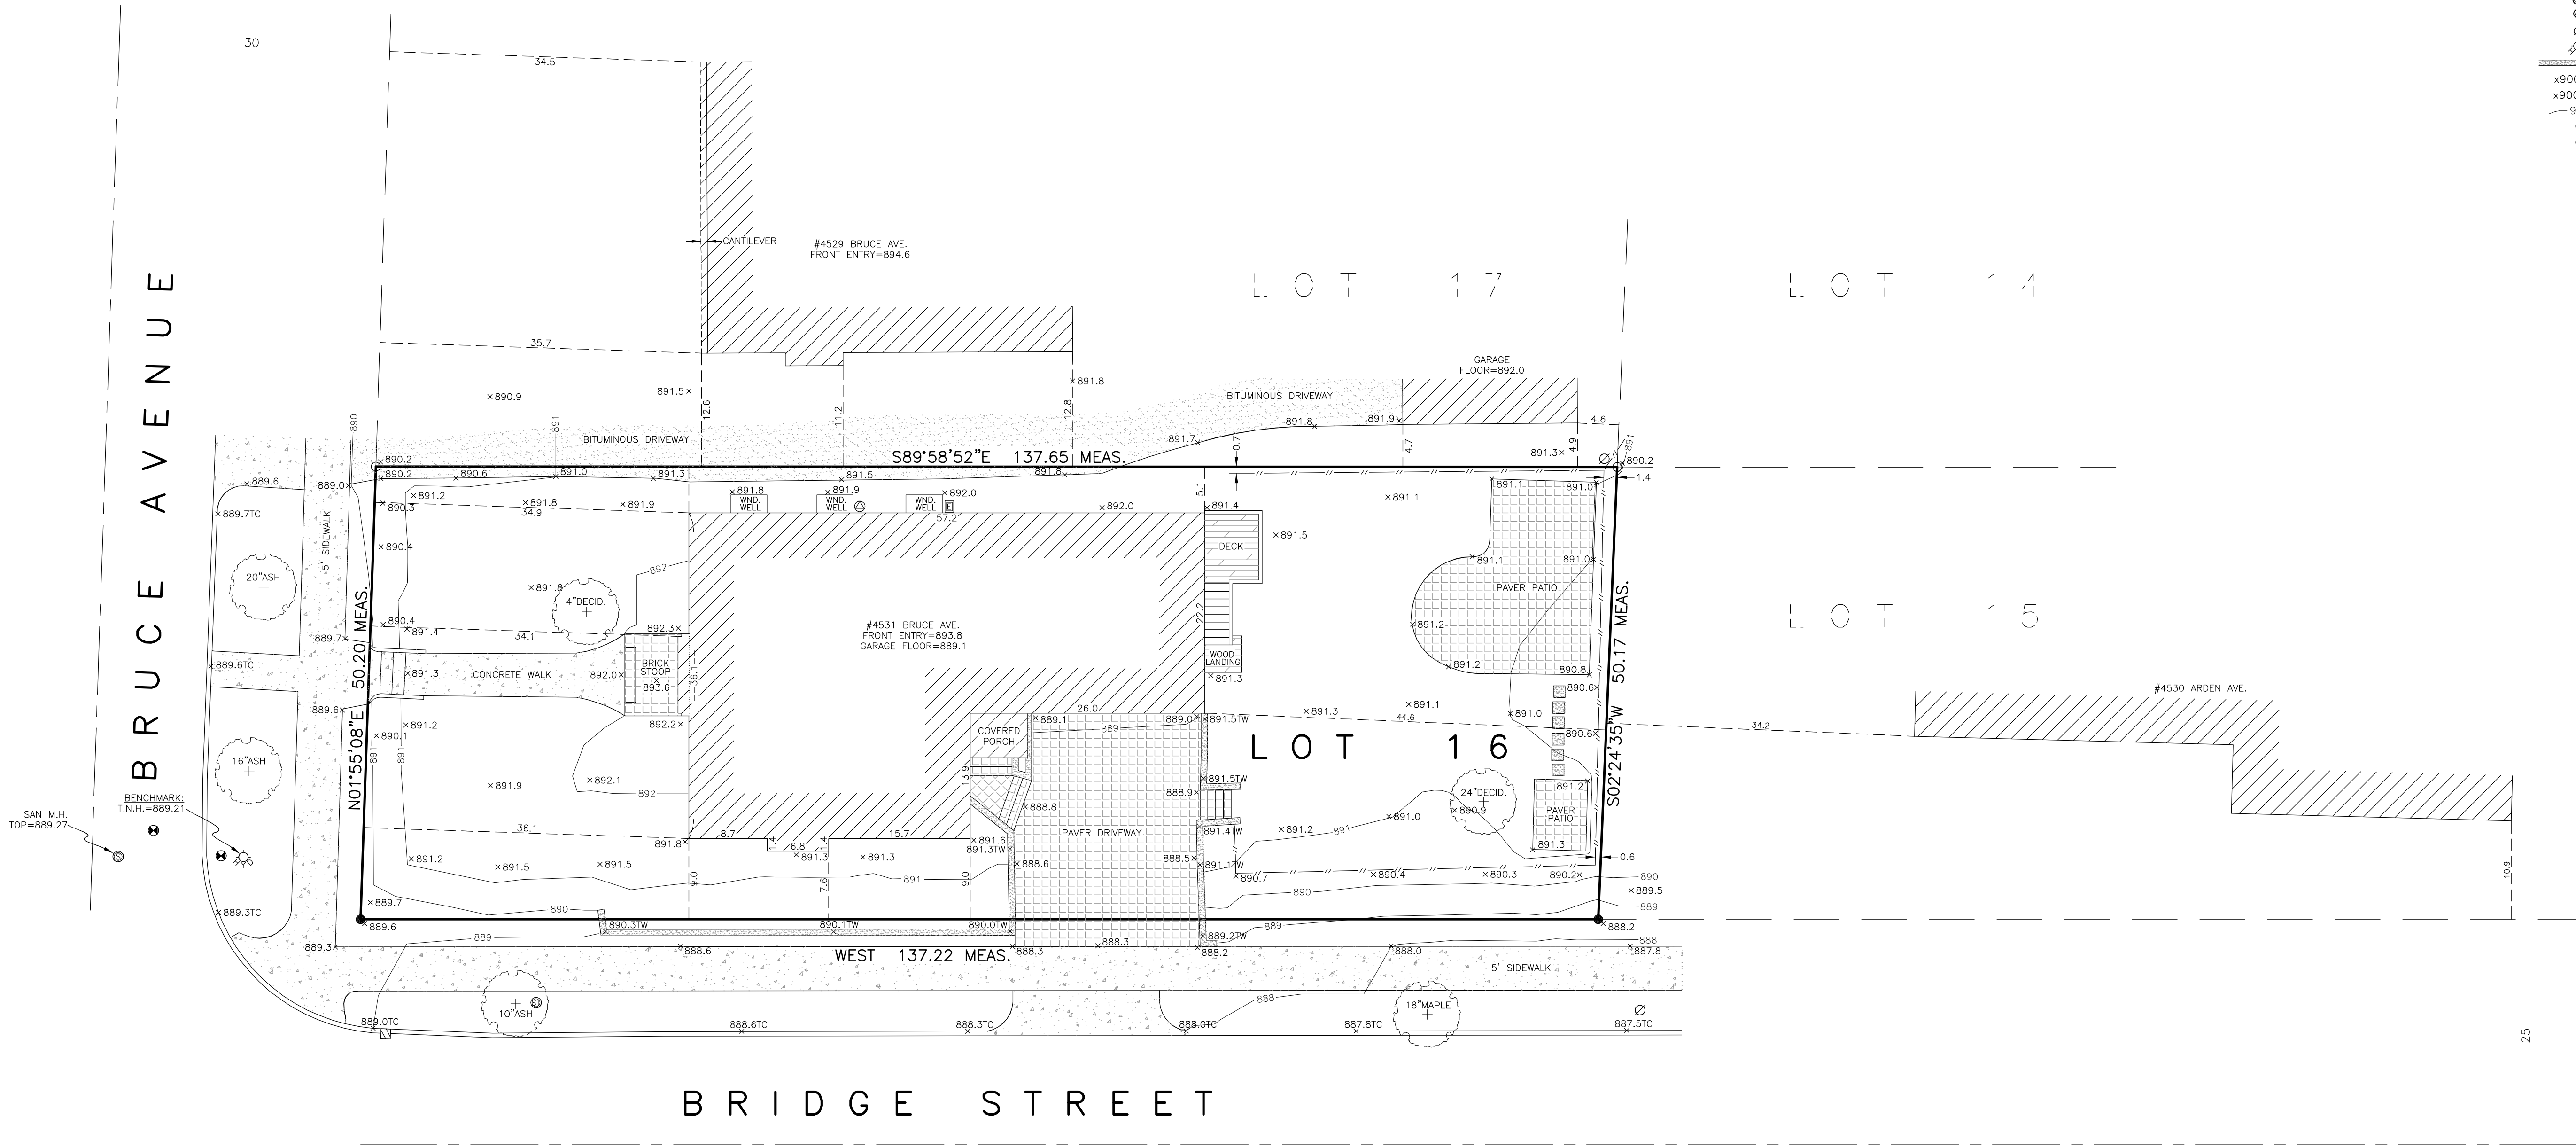 30
34.5
x900
x900
CANTILEVER
#4529 BRUCE AVE.
FRONT ENTRY=894.6
LOT 17
LOT 14
BRUCE AVENUE
35.7
GARAGE
FLOOR=892.0
×890.9
891.5×
12.6
11.2
12.8
×891.8
BITUMINOUS DRIVEWAY
891.8
891.9
4.6
890
891
BITUMINOUS DRIVEWAY
891.7
0.7
4.7
4.9
891
S89°58'52"E 137.65 MEAS.
891.3×
890.2
890.2
890.2
890.6
891.0
891.3
891.5
891.8
1.4
889.6
889.0
×889.7TC
×891.2
890.3
×891.8
34.9
×891.9
891.8
891.9
892.0
WND.
WELL
WND.
WELL
WND.
WELL
E
57.2
×892.0
5.1
891.4
×891.1
891.1
891.0
5' SIDEWALK
×890.4
DECK
×891.5
891.1
891.0
20"ASH
×891.8
4"DECID.
892
PAVER PATIO
N01°55'08"E 50.20 MEAS.
890.4
891.4
34.1
892.3×
22.2
#4531 BRUCE AVE.
FRONT ENTRY=893.8
GARAGE FLOOR=889.1
891.2
S02°24'35"W 50.17 MEAS.
LOT 15
889.7
×889.6TC
BRICK
STOOP
893.6
WOOD
LANDING
891.2
890.8
×891.3
CONCRETE WALK
892.0×
36.1
891.3
890.6×
#4530 ARDEN AVE.
889.6
×891.2
892.2×
26.0
889.1
889.0
891.5TW
×891.3
×891.1
44.6
×891.0
34.2
×890.1
COVERED
PORCH
889
LOT 16
890.6
891
891
16"ASH
×891.9
×892.1
892
13.9
891.5TW
888.9×
24"DECID.
×890.9
891.2
BENCHMARK:
T.N.H.=889.21
SAN M.H.
TOP=889.27
S
×888.8
PAVER
PATIO
36.1
8.7
15.7
PAVER DRIVEWAY
891.4TW
×891.2
891
×891.0
891.8
1.4
6.8
1.4
891.6
891.3TW
891.3
×891.2
×891.5
×891.5
×891.3
×891.3
×888.6
888.5×
891.1TW
0.6
10.9
9.0
7.6
891
9.0
×890.7
×890.4
×890.3
890.2×
890
×889.7
890
890
×889.5
×889.3TC
889.6
890.3TW
890.1TW
890.0TW
889
889
889.2TW
888.2
889.3
889
888.6
WEST 137.22 MEAS.
888.3
888.3
888.2
888.0
888
887.8
5' SIDEWALK
10"ASH
ST
888
18"MAPLE
889.0TC
888.6TC
888.3TC
888.0TC
887.8TC
887.5TC
25
BRIDGE STREET